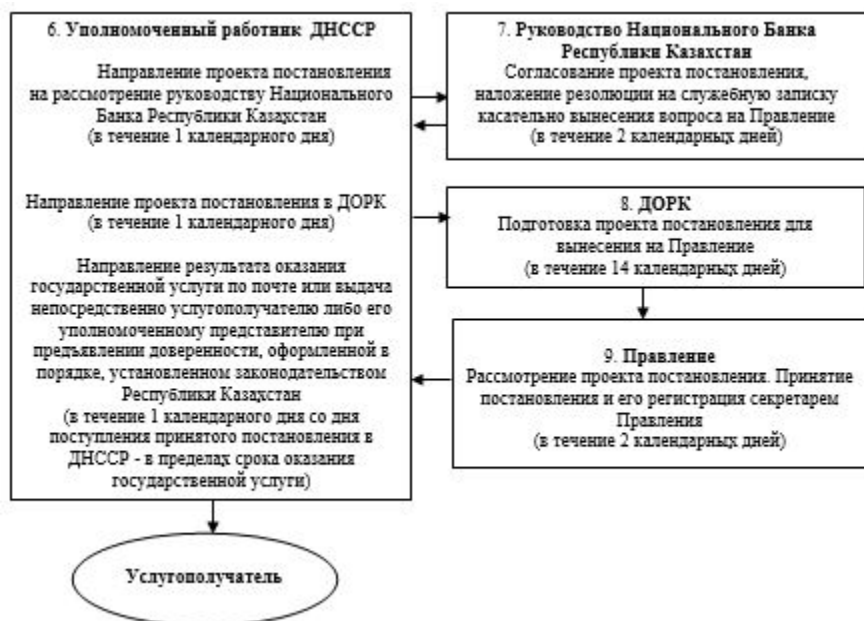 6. Уполномоченный работник ДНССР
Направление проекта постановления
на рассмотрение руководству Национального
Банка Республики Казахстан
(в течение 1 календарного дня)
Направление проекта постановления в ДОРК
(в течение 1 календарного дня)
Направление результата оказания
государственной услуги по почте или выдача
непосредственно услугополучателю либо его
уполномоченному представителю при
предъявлении доверенности, оформленной в
порядке, установленном законодательством
Республики Казахстан
(в течение 1 календарного дня со дня
поступления принятого постановления в
ДНССР - в пределах срока оказания
государственной услуги)
7. Руководство Национального Банка
Республики Казахстан
Согласование проекта постановления,
наложение резолюции на служебную записку
касательно вынесения вопроса на Правление
(в течение 2 календарных дней)
8. ДОРК
Подготовка проекта постановления для
вынесения на Правление
(в течение 14 календарных дней)
9. Правление
Рассмотрение проекта постановления. Принятие
постановления и его регистрация секретарем
Правления
(в течение 2 календарных дней)
Услугополучатель